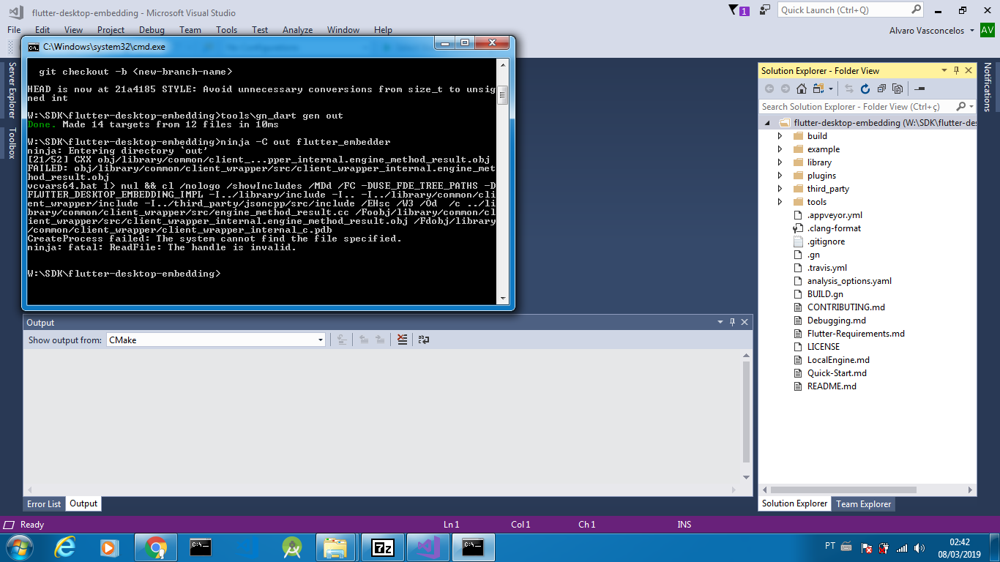 flutter-desktop-embedding - Microsoft Visual Studio
1
Quick Launch (Ctrl+Q)
File Edit View Project Debug Team Tools Test Analyze Window Help
Alvaro Vasconcelos
AV
C:\Windows\system32\cmd.exe
git checkout -b <new-branch-name>
HEAD is now at 21a4185 STYLE: Avoid unnecessary conversions from size_t to unsig
ned int
W:\SDK\flutter-desktop-embedding>tools\gn_dart gen out
Done. Made 14 targets from 12 files in 10ms
W:\SDK\flutter-desktop-embedding>ninja -C out flutter_embedder
ninja: Entering directory `out'
[21/52] CXX obj/library/common/client_...pper_internal.engine_method_result.obj
FAILED: obj/library/common/client_wrapper/src/client_wrapper_internal.engine_met
hod_result.obj
vcvars64.bat 1> nul && cl /nologo /showIncludes /MDd /FC -DUSE_FDE_TREE_PATHS -D
FLUTTER_DESKTOP_EMBEDDING_IMPL -I../library/include -I.. -I../library/common/cli
ent_wrapper/include -I../third_party/jsoncpp/src/include /EHsc /W3 /Od  /c ../li
brary/common/client_wrapper/src/engine_method_result.cc /Foobj/library/common/cl
ient_wrapper/src/client_wrapper_internal.engine_method_result.obj /Fdobj/library
/common/client_wrapper/client_wrapper_internal_c.pdb
CreateProcess failed: The system cannot find the file specified.
ninja: fatal: ReadFile: The handle is invalid.
W:\SDK\flutter-desktop-embedding>
Server Explorer
Toolbox
Output
Show output from: CMake
Error List Output
Solution Explorer - Folder View
Search Solution Explorer - Folder View (Ctrl+ç)
flutter-desktop-embedding (W:\SDK\flutter-des
build
example
library
plugins
third_party
tools
.appveyor.yml
.clang-format
.gitignore
.gn
.travis.yml
analysis_options.yaml
BUILD.gn
CONTRIBUTING.md
Debugging.md
Flutter-Requirements.md
LICENSE
LocalEngine.md
Quick-Start.md
README.md
Solution Explorer Team Explorer
Notifications
Ready
Ln 1 Col 1 Ch 1 INS
C:\_
7z
C:\_
PT
02:42
08/03/2019